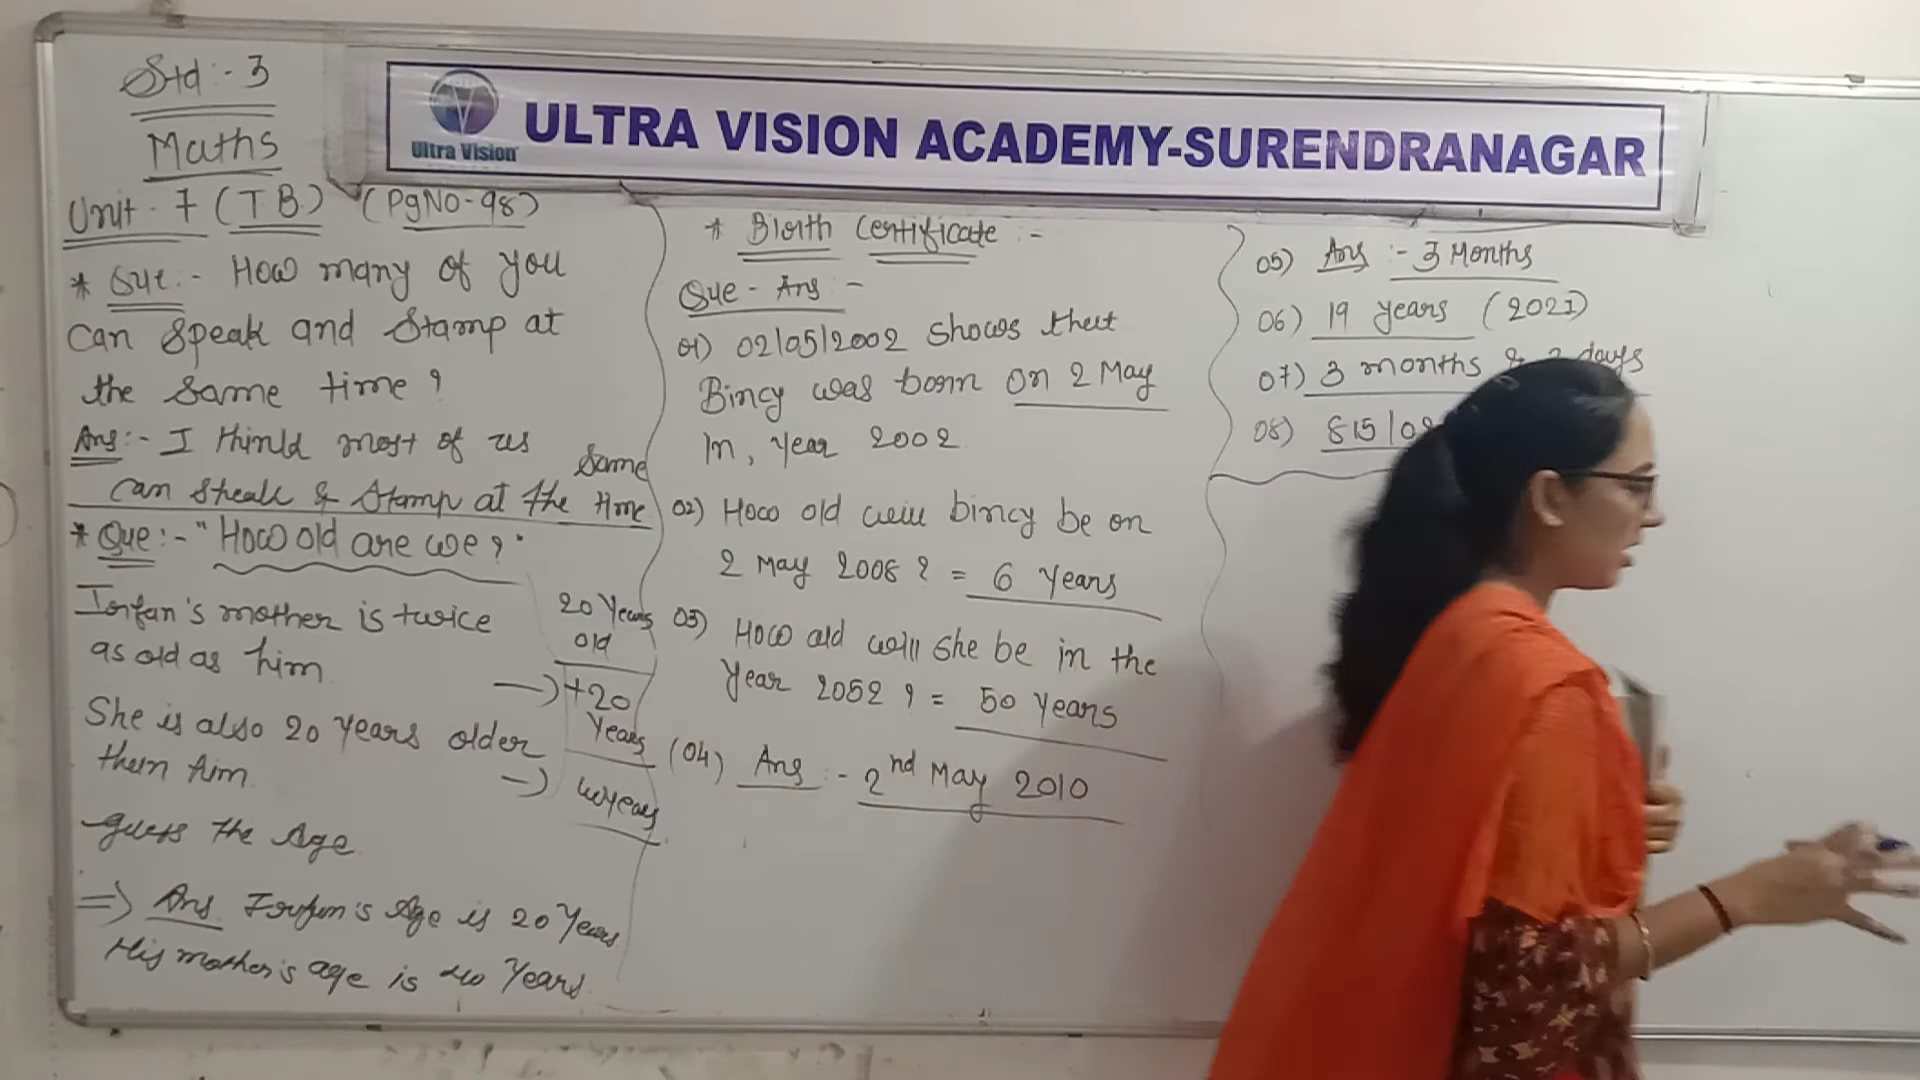 Std :- 3
Maths
Unit - 7 (T.B.) (PgNO-98)
* Que :- How many of you
can speak and stamp at
the same time ?
Ans :- I think most of us
can speak & stamp at the same time
* Que :- "How old are we ?"
Irfan's mother is twice
as old as him
She is also 20 years older
then him.
guess the Age
=> Ans Irfan's Age is 20 Years
His mother's age is 40 Years
20 Years
old
→ +20
Years
→ 40years
Ultra Vision
ULTRA VISION ACADEMY-SURENDRANAGAR
* Birth Certificate :-
Que - Ans :-
01) 02/05/2002 shows that
Bincy was born on 2 May
In, year 2002
02) How old will bincy be on
2 May 2008 ? = 6 Years
03) How old will she be in the
Year 2052 ? = 50 Years
(04) Ans :- 2nd May 2010
05) Ans :- 3 Months
06) 19 years (2021)
07) 3 months & days
08) 815/0